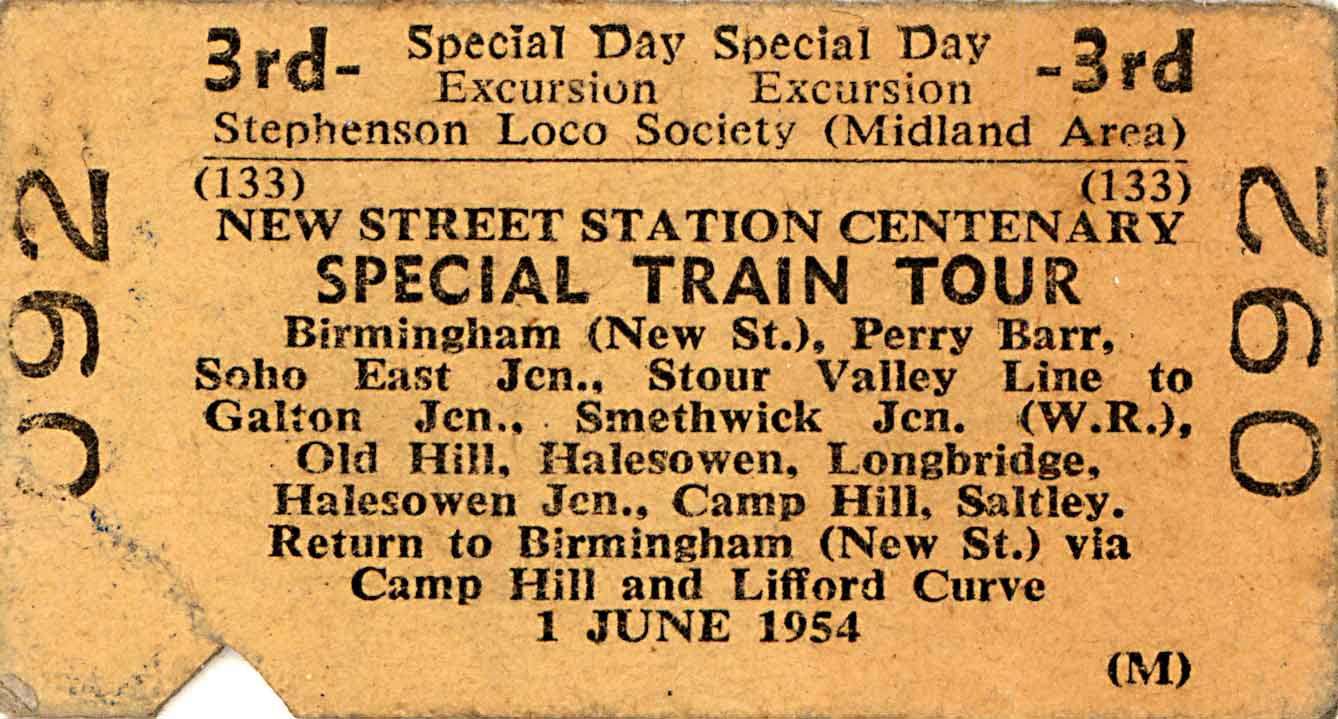 3rd- Special Day Special Day -3rd
Excursion Excursion
Stephenson Loco Society (Midland Area)
(133) (133)
NEW STREET STATION CENTENARY
SPECIAL TRAIN TOUR
Birmingham (New St.), Perry Barr,
Soho East Jcn., Stour Valley Line to
Galton Jcn., Smethwick Jcn. (W.R.),
Old Hill, Halesowen, Longbridge,
Halesowen Jcn., Camp Hill, Saltley.
Return to Birmingham (New St.) via
Camp Hill and Lifford Curve
1 JUNE 1954
(M)
092
092